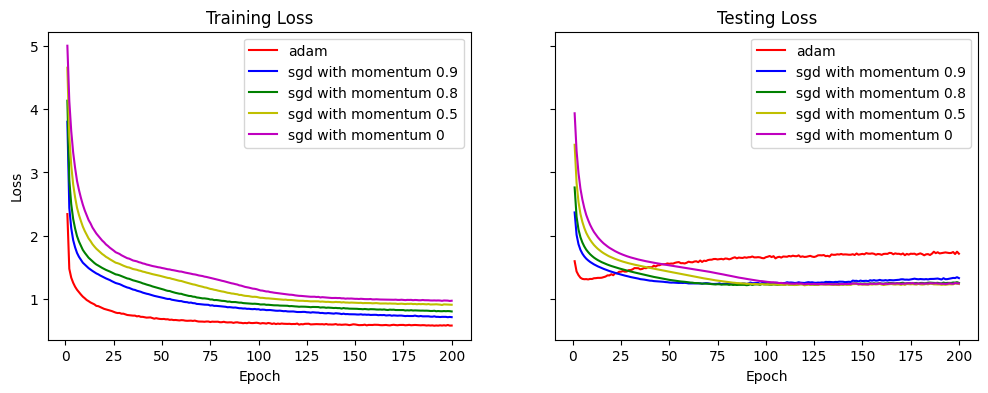 Training Loss
Testing Loss
adam
sgd with momentum 0.9
sgd with momentum 0.8
sgd with momentum 0.5
sgd with momentum 0
adam
sgd with momentum 0.9
sgd with momentum 0.8
sgd with momentum 0.5
sgd with momentum 0
5
4
3
2
1
Loss
0 25 50 75 100 125 150 175 200
0 25 50 75 100 125 150 175 200
Epoch
Epoch